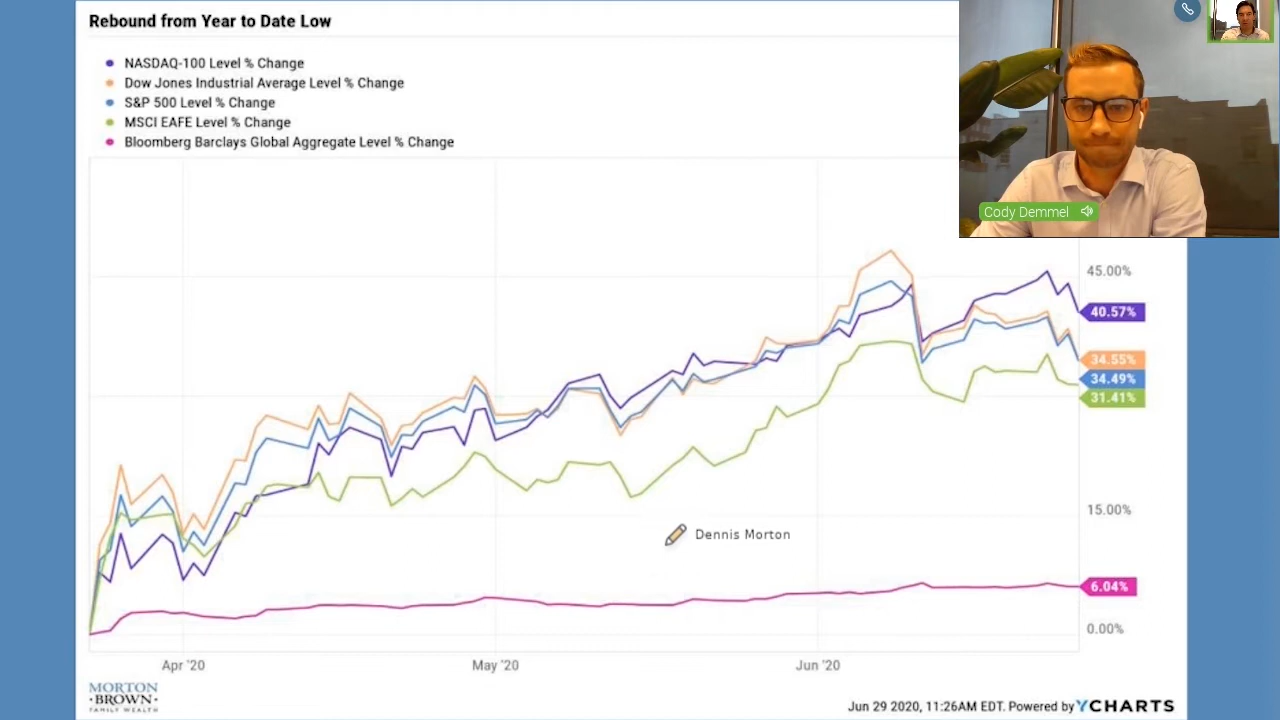 Rebound from Year to Date Low
NASDAQ-100 Level % Change
Dow Jones Industrial Average Level % Change
S&P 500 Level % Change
MSCI EAFE Level % Change
Bloomberg Barclays Global Aggregate Level % Change
Cody Demmel
45.00%
40.57%
34.55%
34.49%
31.41%
15.00%
Dennis Morton
6.04%
0.00%
Apr '20
May '20
Jun '20
MORTON
·BROWN·
FAMILY WEALTH
Jun 29 2020, 11:26AM EDT. Powered by YCHARTS